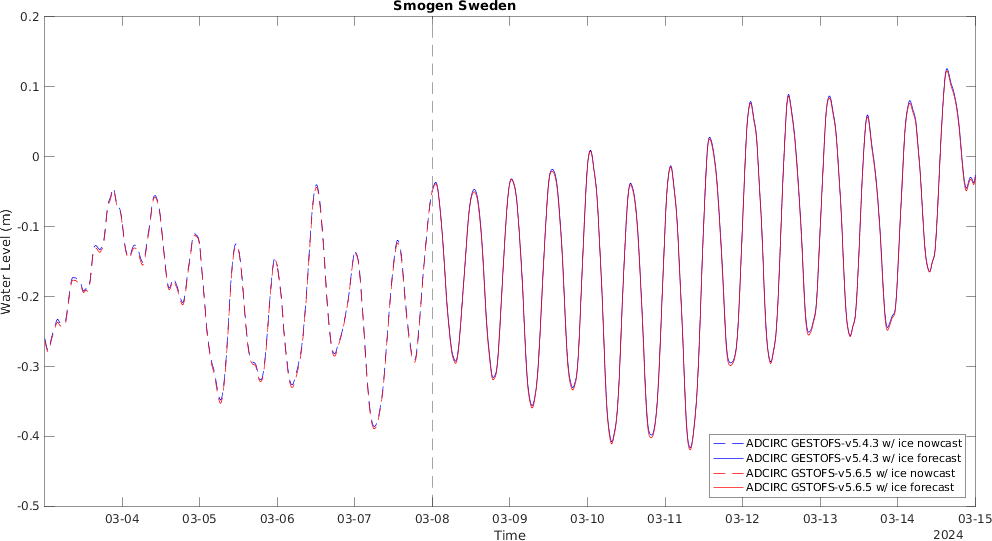 Smogen Sweden
0.2
0.1
0
-0.1
-0.2
-0.3
-0.4
-0.5
Water Level (m)
ADCIRC GESTOFS-v5.4.3 w/ ice nowcast
ADCIRC GESTOFS-v5.4.3 w/ ice forecast
ADCIRC GSTOFS-v5.6.5 w/ ice nowcast
ADCIRC GSTOFS-v5.6.5 w/ ice forecast
03-04 03-05 03-06 03-07 03-08 03-09 03-10 03-11 03-12 03-13 03-14 03-15
Time
2024